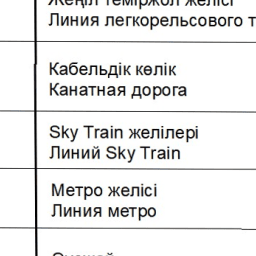 Жеңіл теміржол желісі
Линия легкорельсового
Кабельдік көлік
Канатная дорога
Sky Train желілері
Линий Sky Train
Метро желісі
Линия метро